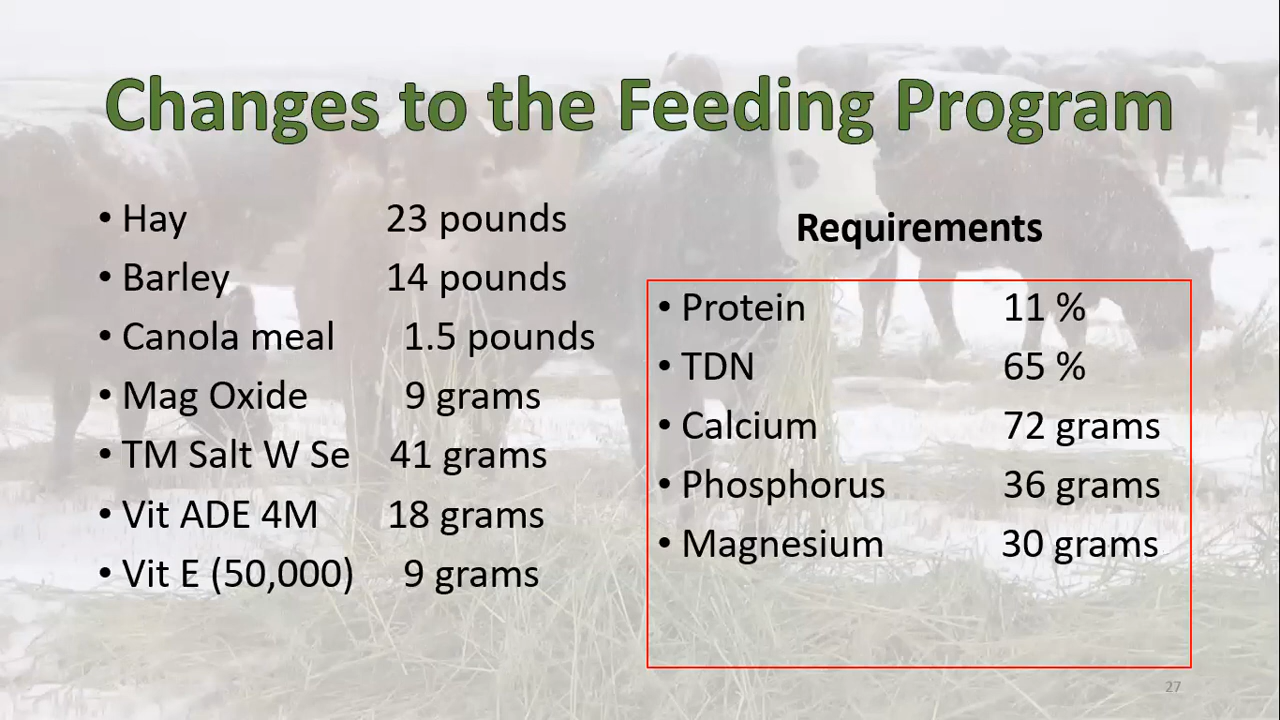 Changes to the Feeding Program
• Hay 23 pounds
• Barley 14 pounds
• Canola meal 1.5 pounds
• Mag Oxide 9 grams
• TM Salt W Se 41 grams
• Vit ADE 4M 18 grams
• Vit E (50,000) 9 grams
Requirements
• Protein 11 %
• TDN 65 %
• Calcium 72 grams
• Phosphorus 36 grams
• Magnesium 30 grams
27